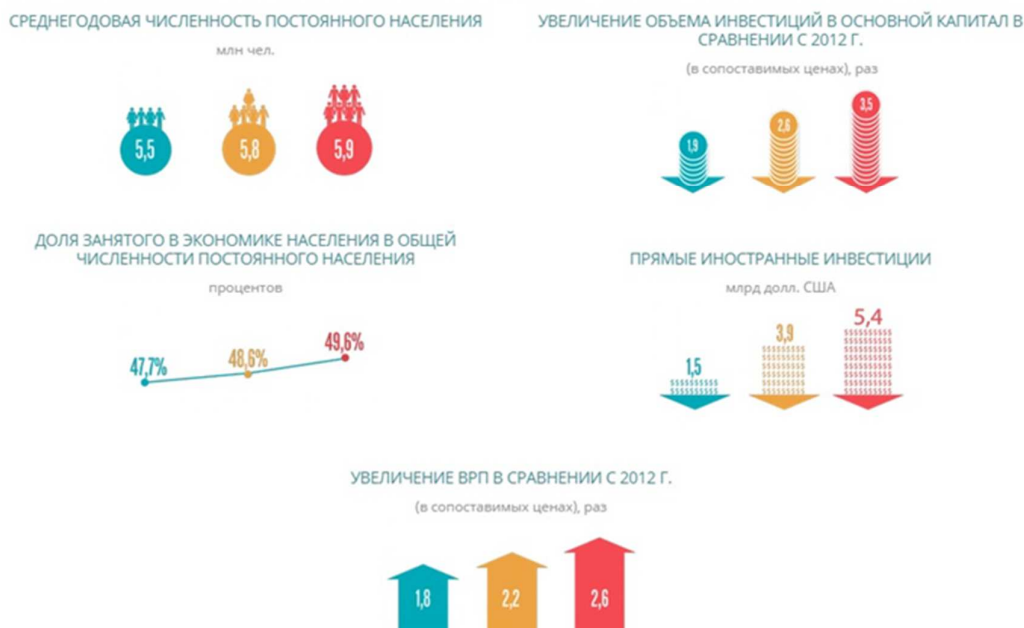 СРЕДНЕГОДОВАЯ ЧИСЛЕННОСТЬ ПОСТОЯННОГО НАСЕЛЕНИЯ
млн чел.
5,5
5,8
5,9
УВЕЛИЧЕНИЕ ОБЪЕМА ИНВЕСТИЦИЙ В ОСНОВНОЙ КАПИТАЛ В
СРАВНЕНИИ С 2012 Г.
(в сопоставимых ценах), раз
1,9
2,6
3,5
ДОЛЯ ЗАНЯТОГО В ЭКОНОМИКЕ НАСЕЛЕНИЯ В ОБЩЕЙ
ЧИСЛЕННОСТИ ПОСТОЯННОГО НАСЕЛЕНИЯ
процентов
47,7%
48,6%
49,6%
ПРЯМЫЕ ИНОСТРАННЫЕ ИНВЕСТИЦИИ
млрд долл. США
1,5
3,9
5,4
УВЕЛИЧЕНИЕ ВРП В СРАВНЕНИИ С 2012 Г.
(в сопоставимых ценах), раз
1,8
2,2
2,6